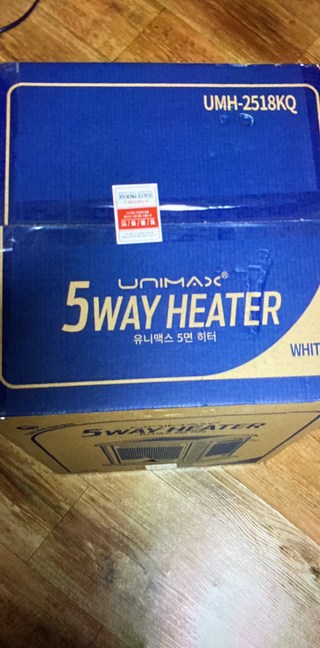 UMH-2518KQ
UNIMAX®
5WAY HEATER
유니맥스 5면 히터
WHIT
5WAY HEATER